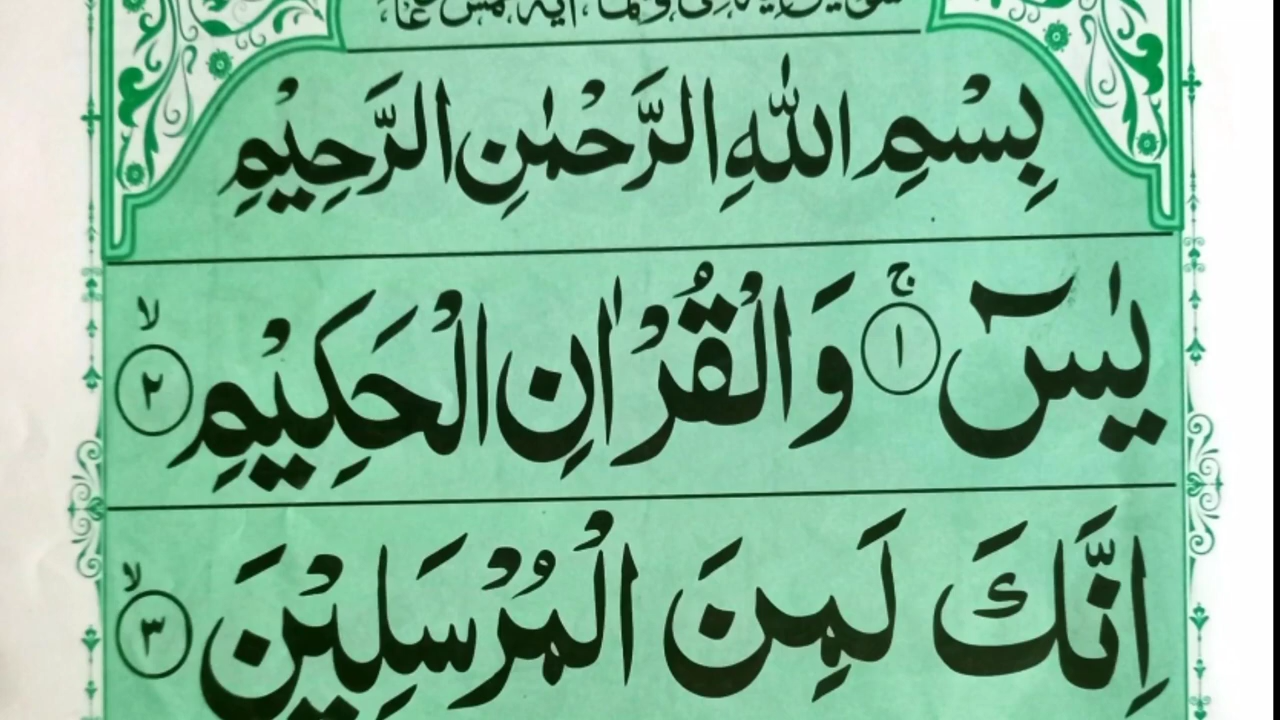 بِسْمِ اللّٰهِ الرَّحْمٰنِ الرَّحِيْمِ
يٰسٓ ۚ﴿۱﴾ وَالْقُرْاٰنِ الْحَكِيْمِ ۙ﴿۲﴾
اِنَّكَ لَمِنَ الْمُرْسَلِيْنَ ۙ﴿۳﴾